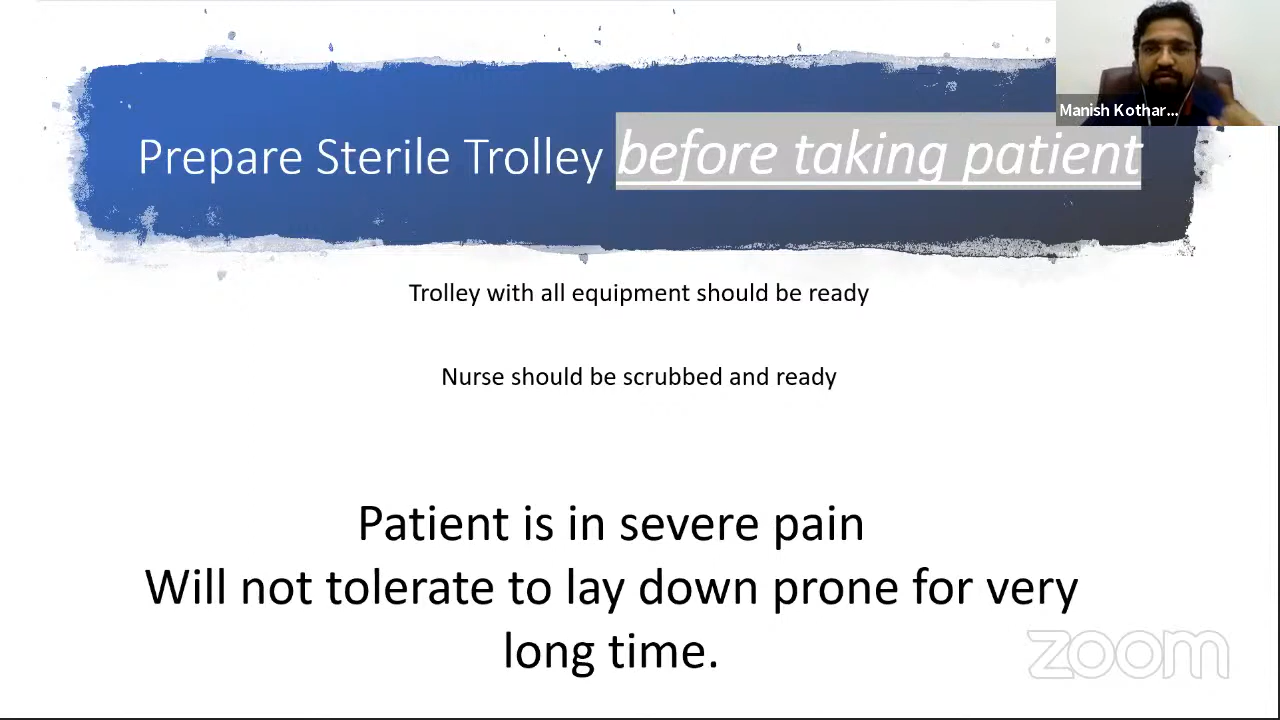 Prepare Sterile Trolley before taking patient
Manish Kothar...
Trolley with all equipment should be ready
Nurse should be scrubbed and ready
Patient is in severe pain
Will not tolerate to lay down prone for very
long time.
zoom